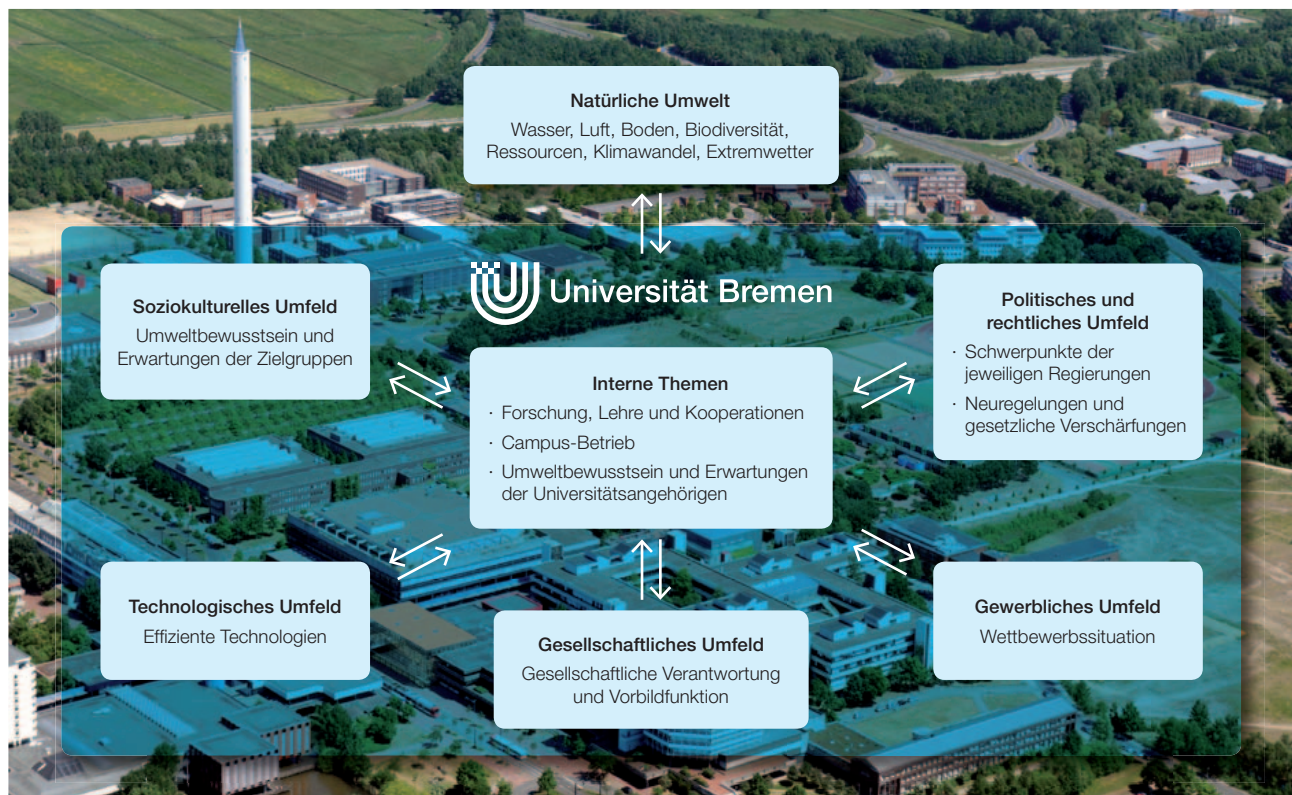 Natürliche Umwelt
Wasser, Luft, Boden, Biodiversität,
Ressourcen, Klimawandel, Extremwetter
Universität Bremen
Soziokulturelles Umfeld
Umweltbewusstsein und
Erwartungen der Zielgruppen
Interne Themen
· Forschung, Lehre und Kooperationen
· Campus-Betrieb
· Umweltbewusstsein und Erwartungen
der Universitätsangehörigen
Politisches und
rechtliches Umfeld
· Schwerpunkte der
jeweiligen Regierungen
· Neuregelungen und
gesetzliche Verschärfungen
Technologisches Umfeld
Effiziente Technologien
Gesellschaftliches Umfeld
Gesellschaftliche Verantwortung
und Vorbildfunktion
Gewerbliches Umfeld
Wettbewerbssituation